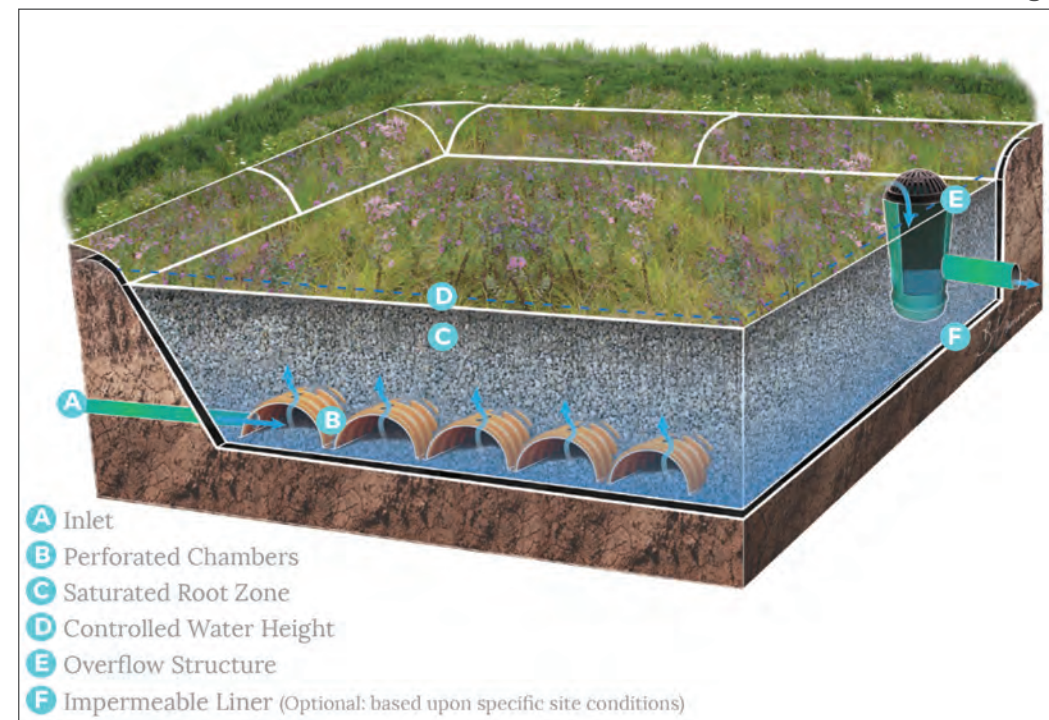 E
D
C
F
A
B
A Inlet
B Perforated Chambers
C Saturated Root Zone
D Controlled Water Height
E Overflow Structure
F Impermeable Liner (Optional: based upon specific site conditions)